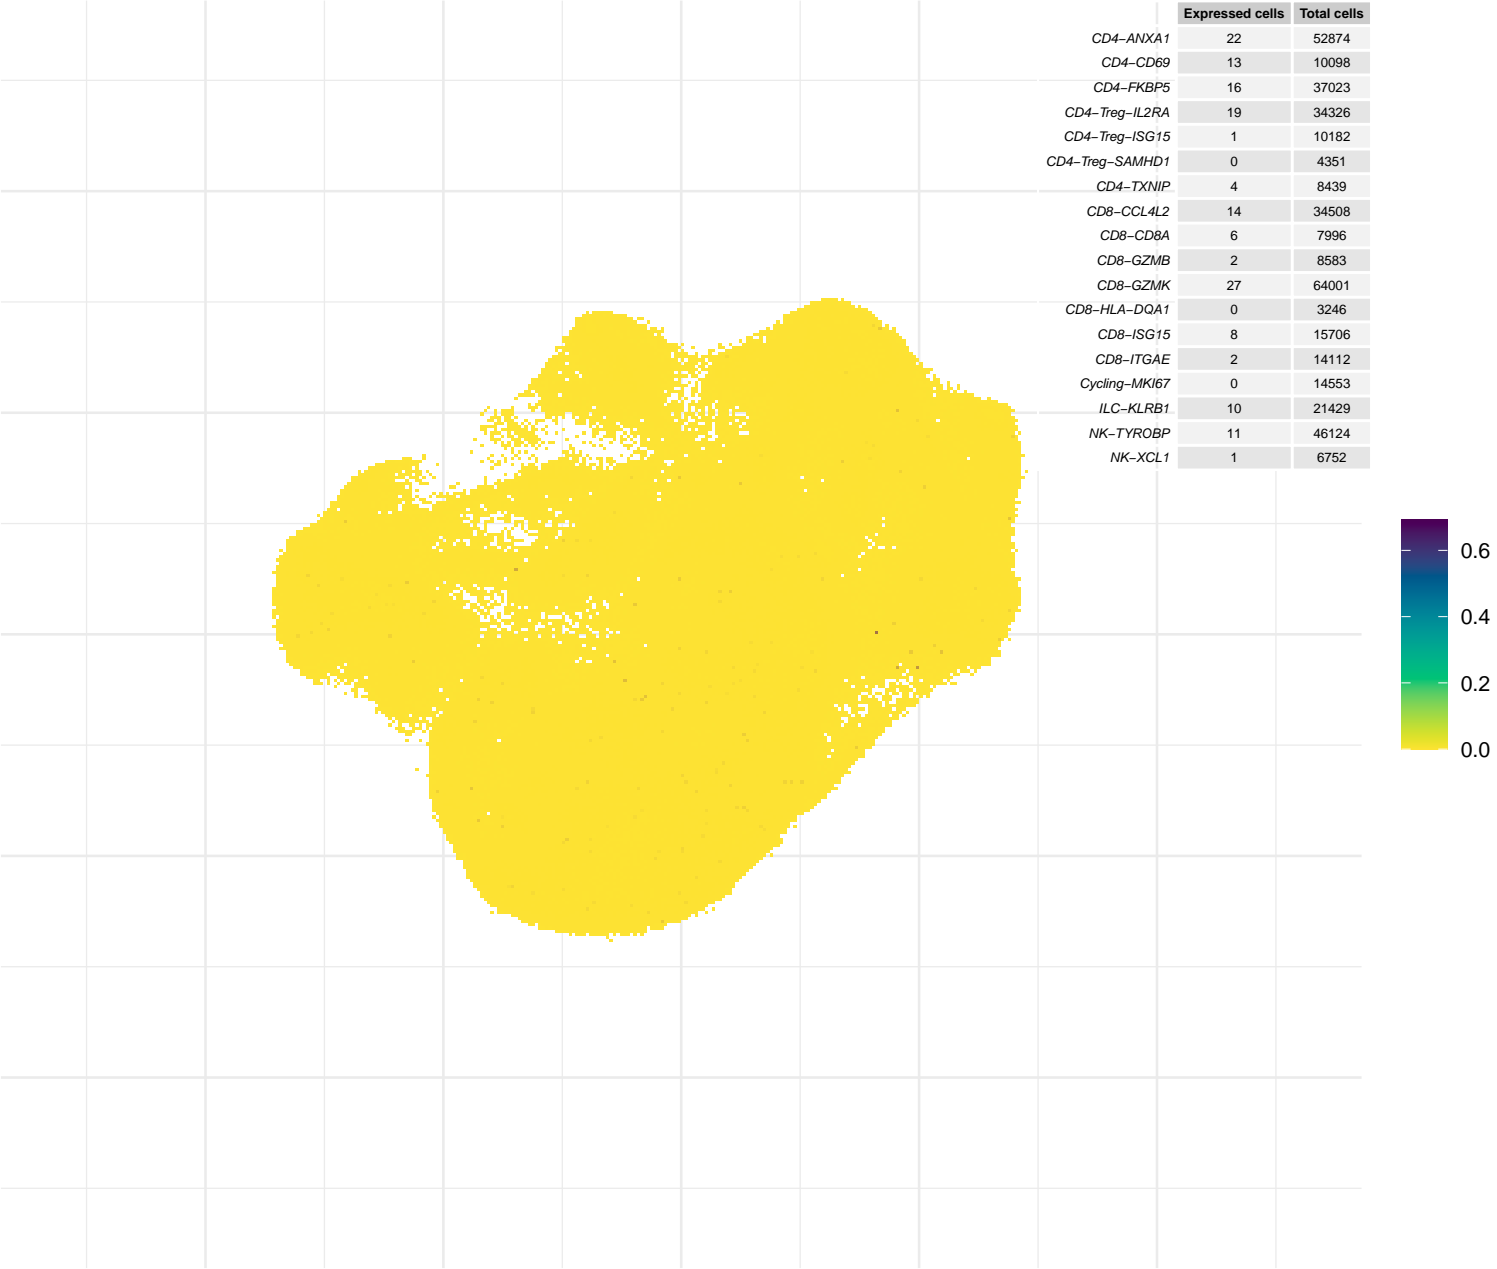 Expressed cells Total cells
CD4−ANXA1 22 52874
CD4−CD69 13 10098
CD4−FKBP5 16 37023
CD4−Treg−IL2RA 19 34326
CD4−Treg−ISG15 1 10182
CD4−Treg−SAMHD1 0 4351
CD4−TXNIP 4 8439
CD8−CCL4L2 14 34508
CD8−CD8A 6 7996
CD8−GZMB 2 8583
CD8−GZMK 27 64001
CD8−HLA−DQA1 0 3246
CD8−ISG15 8 15706
CD8−ITGAE 2 14112
Cycling−MKI67 0 14553
ILC−KLRB1 10 21429
NK−TYROBP 11 46124
NK−XCL1 1 6752
0.6
0.4
0.2
0.0